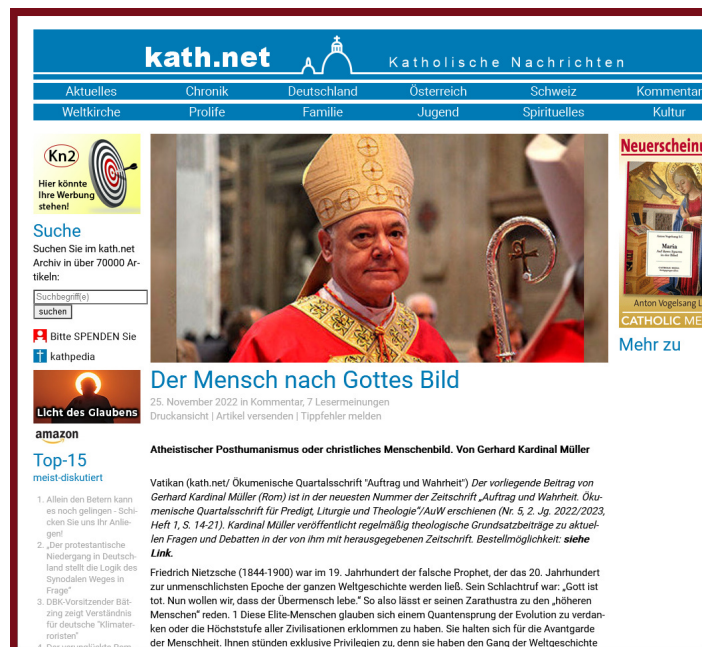 kath.net
Katholische Nachrichten
Aktuelles Chronik Deutschland Österreich Schweiz Kommentar
Weltkirche Prolife Familie Jugend Spirituelles Kultur
Kn2
Hier könnte
Ihre Werbung
stehen!
Suche
Suchen Sie im kath.net
Archiv in über 70000 Ar-
tikeln:
Suchbegriff(e)
suchen
Bitte SPENDEN Sie
kathpedia
Licht des Glaubens
amazon
Top-15
meist-diskutiert
1. Allein den Betern kann
es noch gelingen - Schi-
cken Sie uns Ihr Anlie-
gen!
2. „Der protestantische
Niedergang in Deutsch-
land stellt die Logik des
Synodalen Weges in
Frage“
3. DBK-Vorsitzender Bät-
zing zeigt Verständnis
für deutsche "Klimater-
roristen"
Der Mensch nach Gottes Bild
25. November 2022 in Kommentar, 7 Lesermeinungen
Druckansicht | Artikel versenden | Tippfehler melden
Atheistischer Posthumanismus oder christliches Menschenbild. Von Gerhard Kardinal Müller
Vatikan (kath.net/ Ökumenische Quartalsschrift "Auftrag und Wahrheit") Der vorliegende Beitrag von
Gerhard Kardinal Müller (Rom) ist in der neuesten Nummer der Zeitschrift „Auftrag und Wahrheit. Öku-
menische Quartalsschrift für Predigt, Liturgie und Theologie“/AuW erschienen (Nr. 5, 2. Jg. 2022/2023,
Heft 1, S. 14-21). Kardinal Müller veröffentlicht regelmäßig theologische Grundsatzbeiträge zu aktuel-
len Fragen und Debatten in der von ihm mit herausgegebenen Zeitschrift. Bestellmöglichkeit: siehe
Link.
Friedrich Nietzsche (1844-1900) war im 19. Jahrhundert der falsche Prophet, der das 20. Jahrhundert
zur unmenschlichsten Epoche der ganzen Weltgeschichte werden ließ. Sein Schlachtruf war: „Gott ist
tot. Nun wollen wir, dass der Übermensch lebe.“ So also lässt er seinen Zarathustra zu den „höheren
Menschen“ reden. 1 Diese Elite-Menschen glauben sich einem Quantensprung der Evolution zu verdan-
ken oder die Höchststufe aller Zivilisationen erklommen zu haben. Sie halten sich für die Avantgarde
der Menschheit. Ihnen stünden exklusive Privilegien zu, denn sie haben den Gang der Weltgeschichte
Neuerscheinu
Maria
Anton Vogelsang L
CATHOLIC ME
Mehr zu